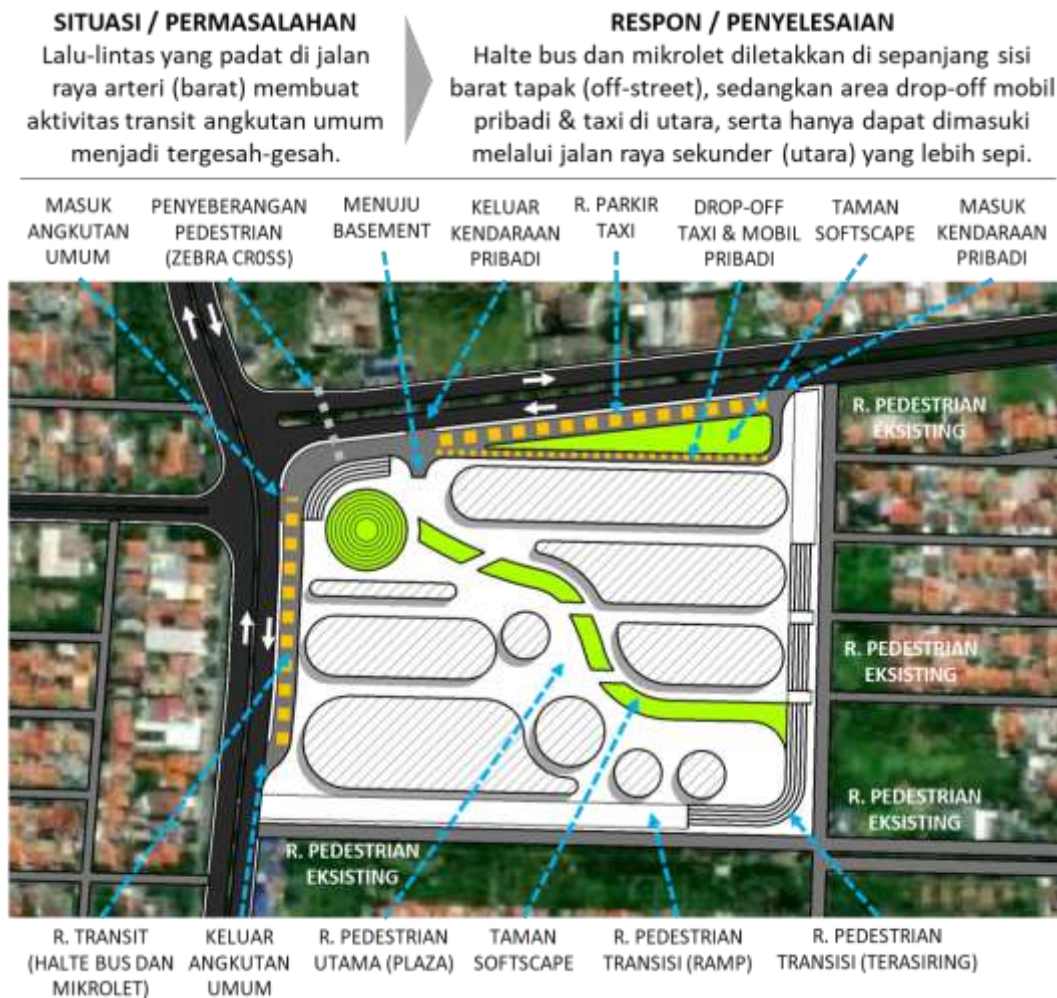 SITUASI / PERMASALAHAN
Lalu-lintas yang padat di jalan
raya arteri (barat) membuat
aktivitas transit angkutan umum
menjadi tergesah-gesah.
RESPON / PENYELESAIAN
Halte bus dan mikrolet diletakkan di sepanjang sisi
barat tapak (off-street), sedangkan area drop-off mobil
pribadi & taxi di utara, serta hanya dapat dimasuki
melalui jalan raya sekunder (utara) yang lebih sepi.
MASUK
ANGKUTAN
UMUM
PENYEBERANGAN
PEDESTRIAN
(ZEBRA CROSS)
MENUJU
BASEMENT
KELUAR
KENDARAAN
PRIBADI
R. PARKIR
TAXI
DROP-OFF
TAXI & MOBIL
PRIBADI
TAMAN
SOFTSCAPE
MASUK
KENDARAAN
PRIBADI
R. PEDESTRIAN
EKSISTING
R. PEDESTRIAN
EKSISTING
R. PEDESTRIAN
EKSISTING
R. PEDESTRIAN
EKSISTING
R. TRANSIT
(HALTE BUS DAN
MIKROLET)
KELUAR
ANGKUTAN
UMUM
R. PEDESTRIAN
UTAMA (PLAZA)
TAMAN
SOFTSCAPE
R. PEDESTRIAN
TRANSISI (RAMP)
R. PEDESTRIAN
TRANSISI (TERASIRING)